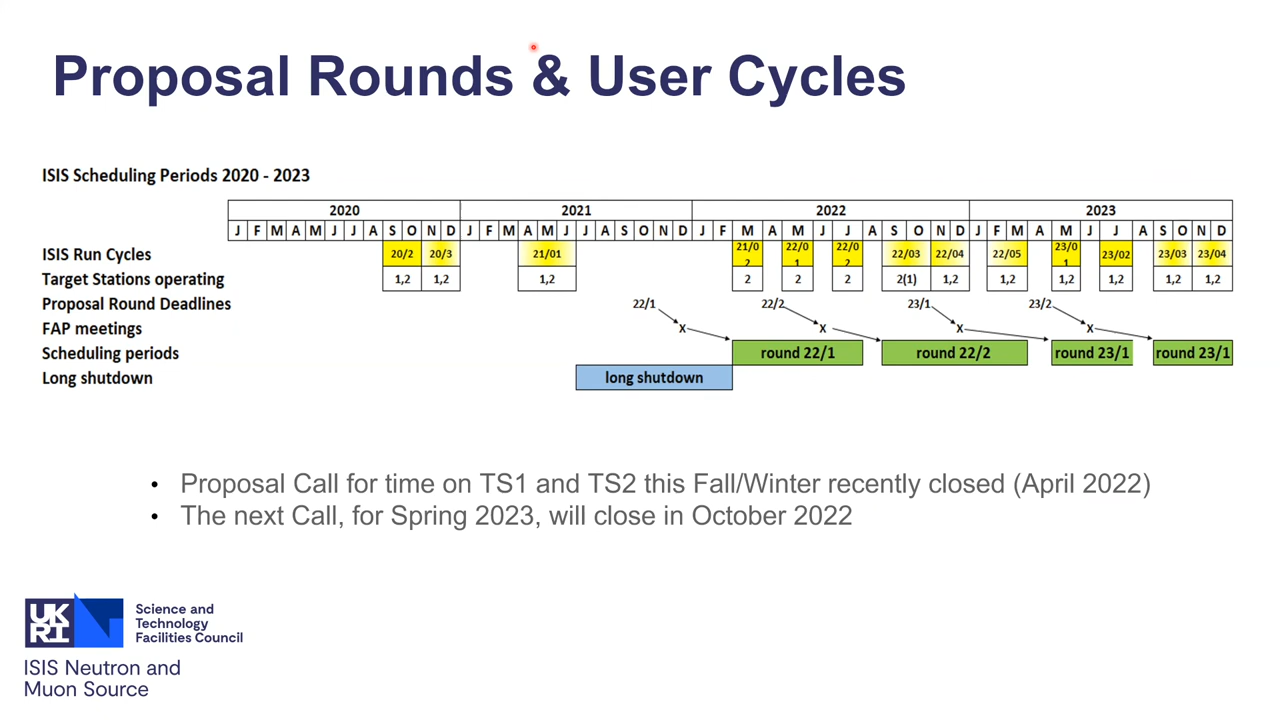 Proposal Rounds & User Cycles
ISIS Scheduling Periods 2020 - 2023
2020 2021 2022 2023
J F M A M J J A S O N D J F M A M J J A S O N D J F M A M J J A S O N D J F M A M J J A S O N D
ISIS Run Cycles 20/2 20/3 21/01 21/02 22/01 22/02 22/03 22/04 22/05 23/01 23/02 23/03 23/04
Target Stations operating 1,2 1,2 1,2 2 2 2 2(1) 1,2 1,2 1,2 1,2 1,2 1,2
Proposal Round Deadlines 22/1 22/2 23/1 23/2
FAP meetings X X X X
Scheduling periods round 22/1 round 22/2 round 23/1 round 23/1
Long shutdown long shutdown
• Proposal Call for time on TS1 and TS2 this Fall/Winter recently closed (April 2022)
• The next Call, for Spring 2023, will close in October 2022
UKRI
Science and
Technology
Facilities Council
ISIS Neutron and
Muon Source